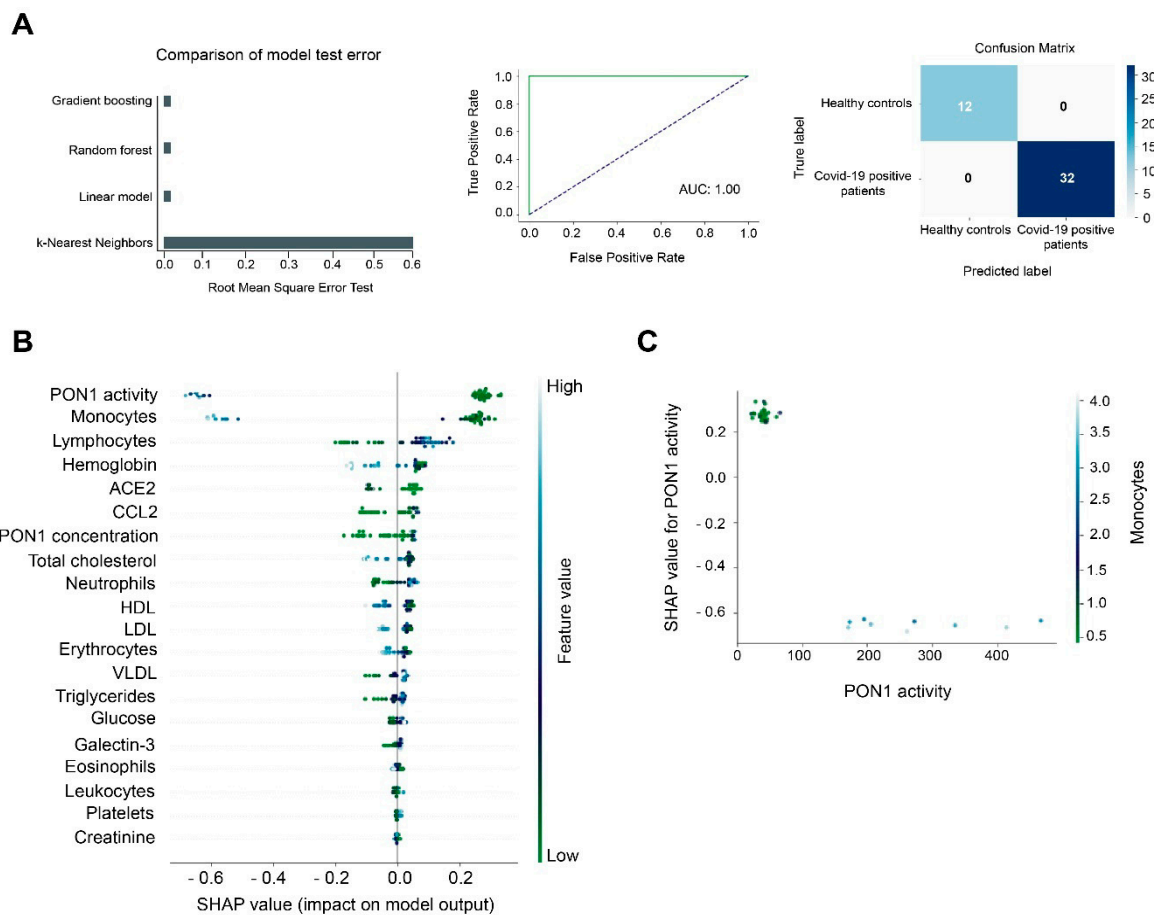 A
Comparison of model test error
Gradient boosting
Random forest
Linear model
k-Nearest Neighbors
0.0 0.1 0.2 0.3 0.4 0.5 0.6
Root Mean Square Error Test
True Positive Rate
1.0
0.8
0.6
0.4
0.2
0.0
AUC: 1.00
0.0 0.2 0.4 0.6 0.8 1.0
False Positive Rate
Confusion Matrix
Trure label
Healthy controls
12 0
Covid-19 positive
patients
0 32
Healthy controls Covid-19 positive
patients
Predicted label
30
25
20
15
10
5
0
B
PON1 activity
Monocytes
Lymphocytes
Hemoglobin
ACE2
CCL2
PON1 concentration
Total cholesterol
Neutrophils
HDL
LDL
Erythrocytes
VLDL
Triglycerides
Glucose
Galectin-3
Eosinophils
Leukocytes
Platelets
Creatinine
- 0.6 - 0.4 - 0.2 0.0 0.2
SHAP value (impact on model output)
High
Feature value
Low
C
SHAP value for PON1 activity
0.2
0.0
- 0.2
- 0.4
- 0.6
0 100 200 300 400
PON1 activity
4.0
3.5
3.0
2.5
2.0
1.5
1.0
0.5
Monocytes